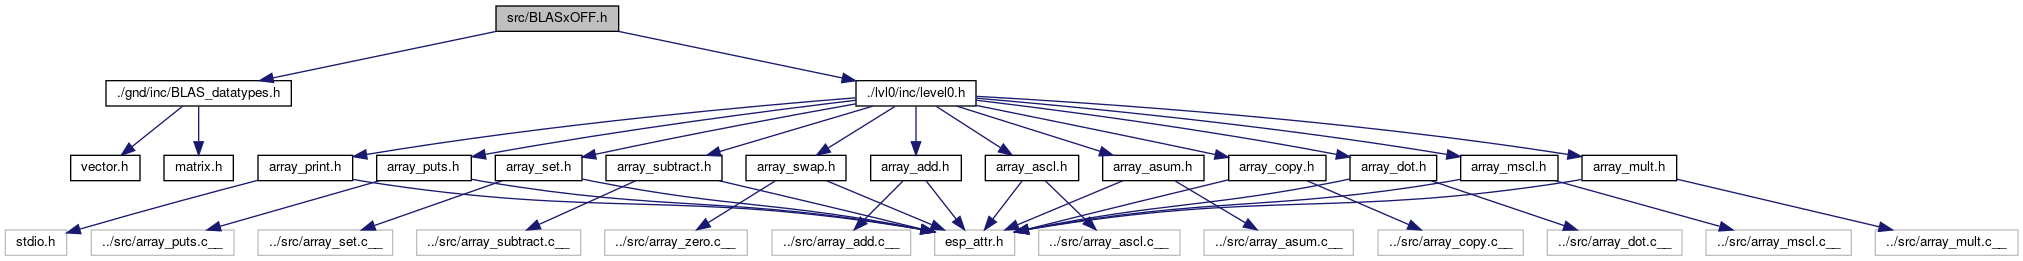 src/BLASxOFF.h
./gnd/inc/BLAS_datatypes.h
./lvl0/inc/level0.h
vector.h
matrix.h
array_print.h
array_puts.h
array_set.h
array_subtract.h
array_swap.h
array_add.h
array_ascl.h
array_asum.h
array_copy.h
array_dot.h
array_mscl.h
array_mult.h
stdio.h
../src/array_puts.c__
../src/array_set.c__
../src/array_subtract.c__
../src/array_zero.c__
../src/array_add.c__
esp_attr.h
../src/array_ascl.c__
../src/array_asum.c__
../src/array_copy.c__
../src/array_dot.c__
../src/array_mscl.c__
../src/array_mult.c__